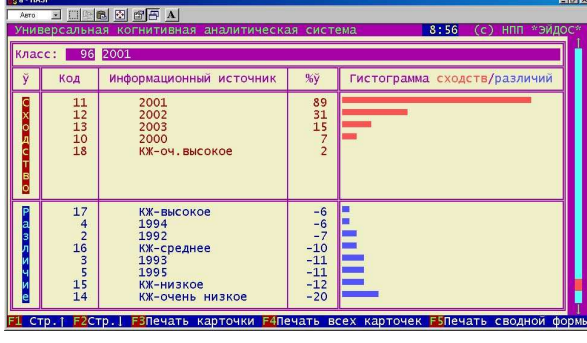 Авто
A
Универсальная когнитивная аналитическая система 8:56 (с) НПП *ЭЙДОС*
Класс: 96 2001
ÿ Код Информационный источник %ÿ Гистограмма сходств/различий
Сходство
11 2001 89
12 2002 31
13 2003 15
10 2000 7
18 КЖ-оч.высокое 2
Различие
17 КЖ-высокое -6
4 1994 -6
2 1992 -7
16 КЖ-среднее -10
3 1993 -11
5 1995 -11
15 КЖ-низкое -12
14 КЖ-очень низкое -20
F1 Стр.↑ F2Стр.↓ F3Печать карточки F4Печать всех карточек F5Печать сводной формы